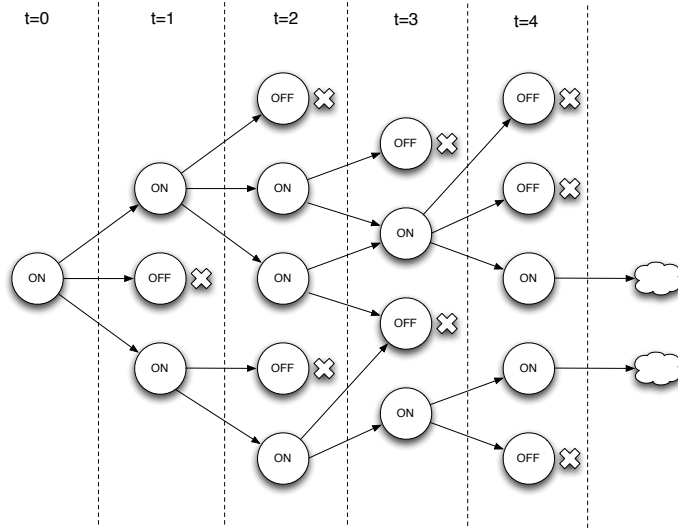 t=0 t=1 t=2 t=3 t=4
OFF OFF
OFF
ON ON OFF
ON
ON OFF ON ON
OFF
ON OFF ON
ON
ON OFF